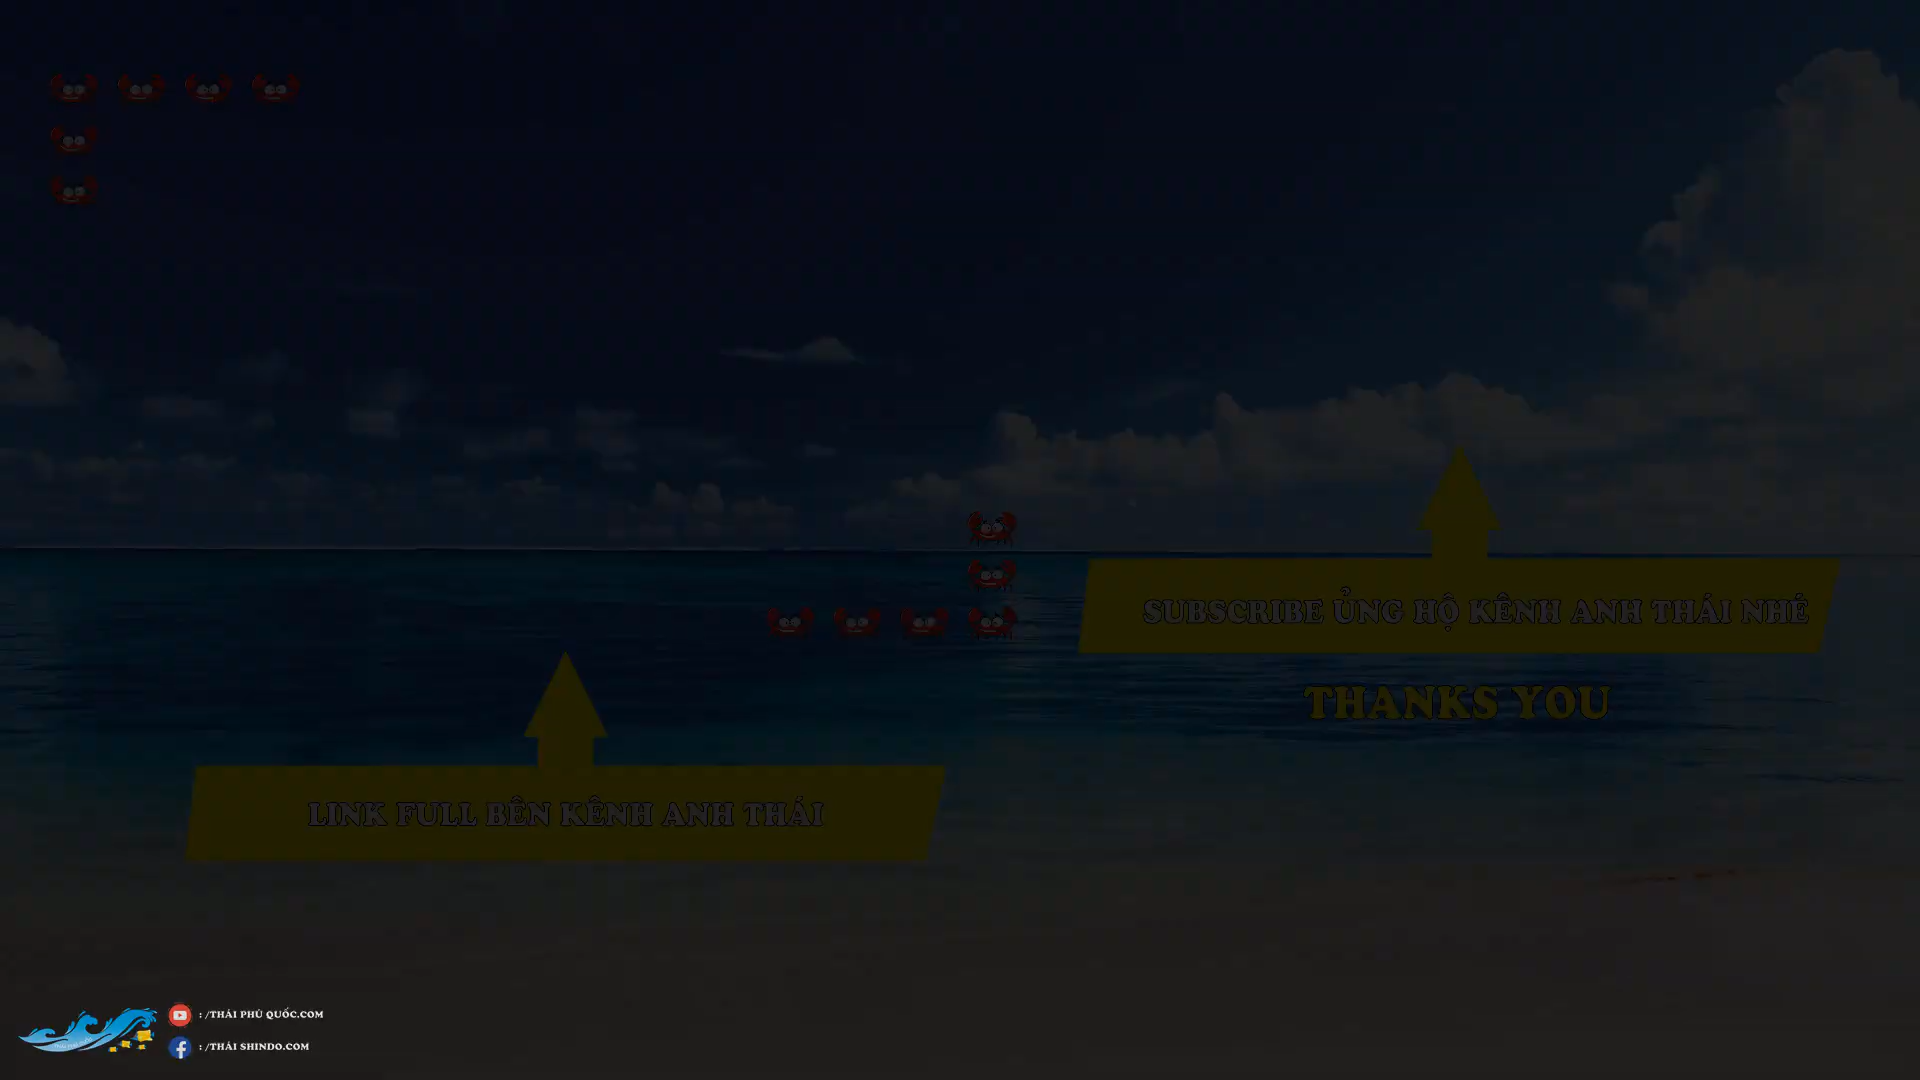 SUBSCRIBE ỦNG HỘ KÊNH ANH THÁI NHÉ
THANKS YOU
LINK FULL BÊN KÊNH ANH THÁI
: /THÁI PHÚ QUỐC.COM
: /THÁI SHINDO.COM